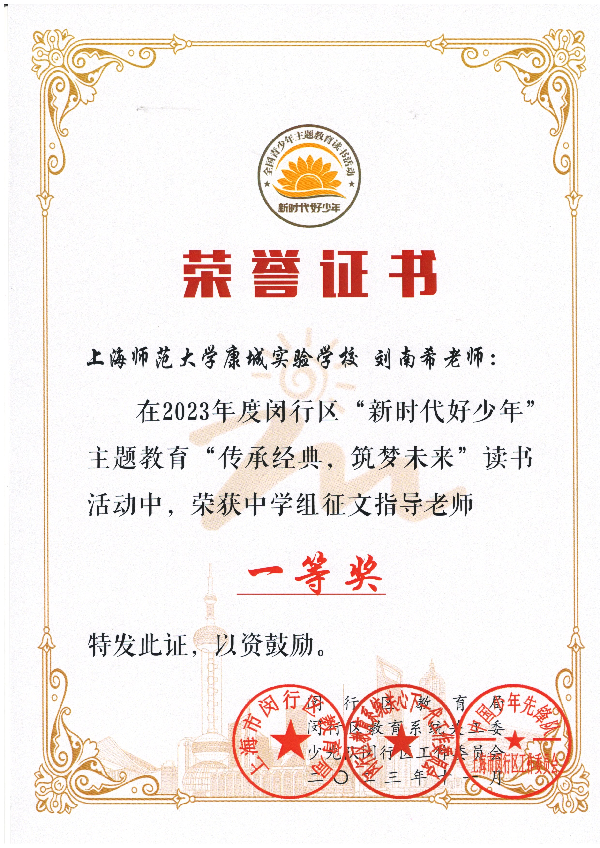 全国青少年主题教育读书活动
新时代好少年
荣誉证书
上海师范大学康城实验学校 刘南希老师：
在2023年度闵行区“新时代好少年”
主题教育“传承经典，筑梦未来”读书
活动中，荣获中学组征文指导老师
一等奖
特发此证，以资鼓励。
闵行区教育局
闵行区教育系统关工委
少先队闵行区工作委员会
二〇二三年十一月
上海市闵行区教育局
中国少年先锋队
上海市闵行区工作委员会